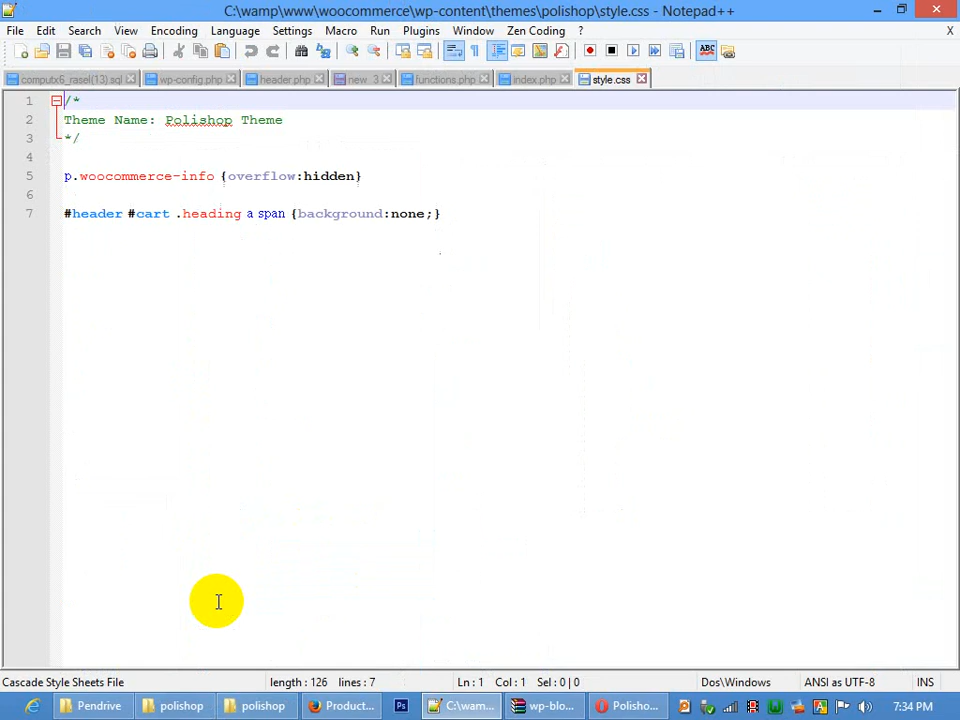 C:\wamp\www\woocommerce\wp-content\themes\polishop\style.css - Notepad++
File Edit Search View Encoding Language Settings Macro Run Plugins Window Zen Coding ? X
computx6_rasel(13).sql wp-config.php header.php new 3 functions.php index.php style.css
1 /*
2 Theme Name: Polishop Theme
3 */
4
5 p.woocommerce-info {overflow:hidden}
6
7 #header #cart .heading a span {background:none;}
Cascade Style Sheets File length : 126 lines : 7 Ln : 1 Col : 1 Sel : 0 | 0 Dos\Windows ANSI as UTF-8 INS
Pendrive polishop polishop Product... Ps C:\wam... wp-blo... Polisho... 7:34 PM